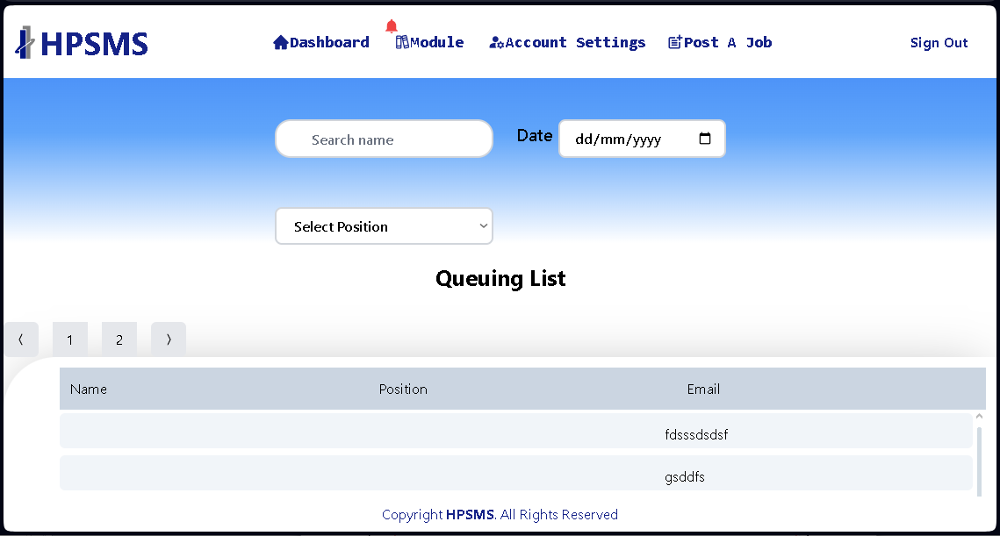 HPSMS Dashboard Module Account Settings Post A Job Sign Out
Search name Date dd/mm/yyyy
Select Position
Queuing List
〈 1 2 〉
Name Position Email
fdsssdsdsf
gsddfs
Copyright HPSMS. All Rights Reserved